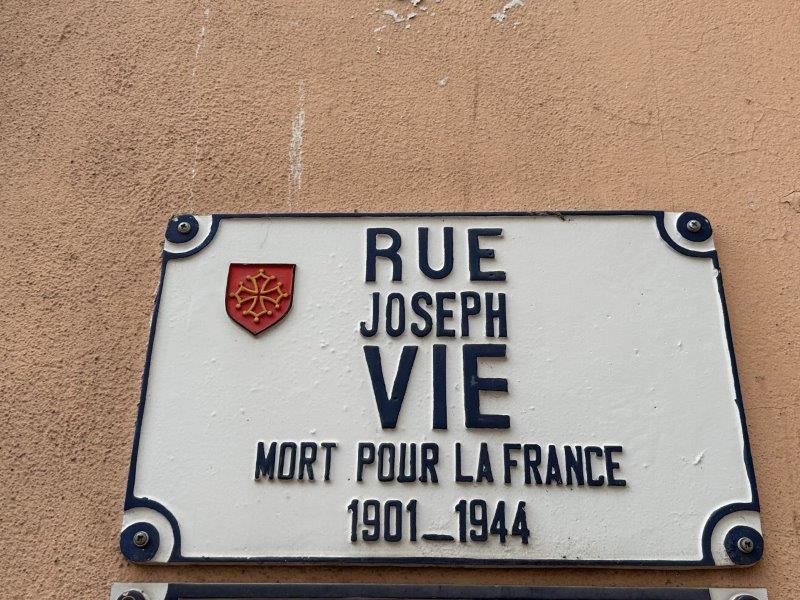 RUE
JOSEPH
VIE
MORT POUR LA FRANCE
1901_1944